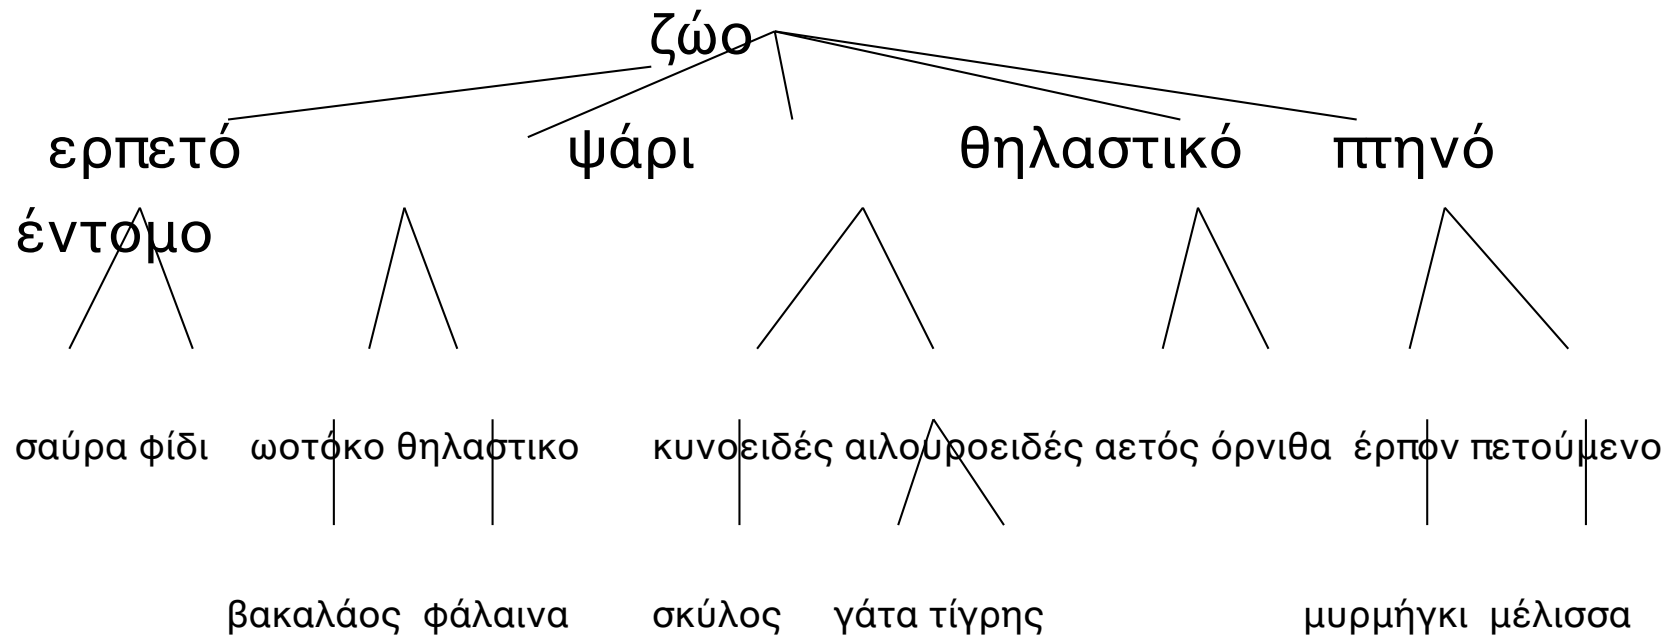 ζώο
ερπετό ψάρι θηλαστικό πτηνό
έντομο
σαύρα φίδι ωοτόκο θηλαστικο κυνοειδές αιλουροειδές αετός όρνιθα έρπον πετούμενο
βακαλάος φάλαινα σκύλος γάτα τίγρης μυρμήγκι μέλισσα